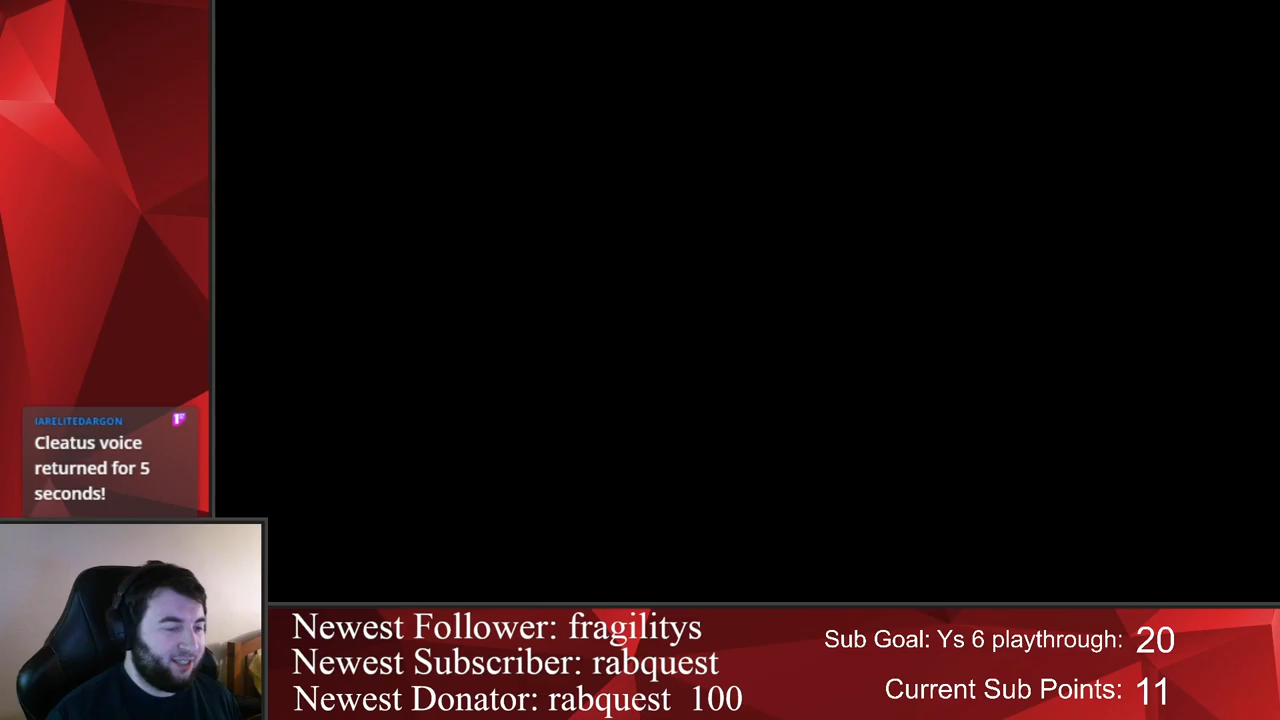 IARELITEDARGON
Cleatus voice
returned for 5
seconds!
Newest Follower: fragilitys
Newest Subscriber: rabquest
Newest Donator: rabquest 100
Sub Goal: Ys 6 playthrough: 20
Current Sub Points: 11